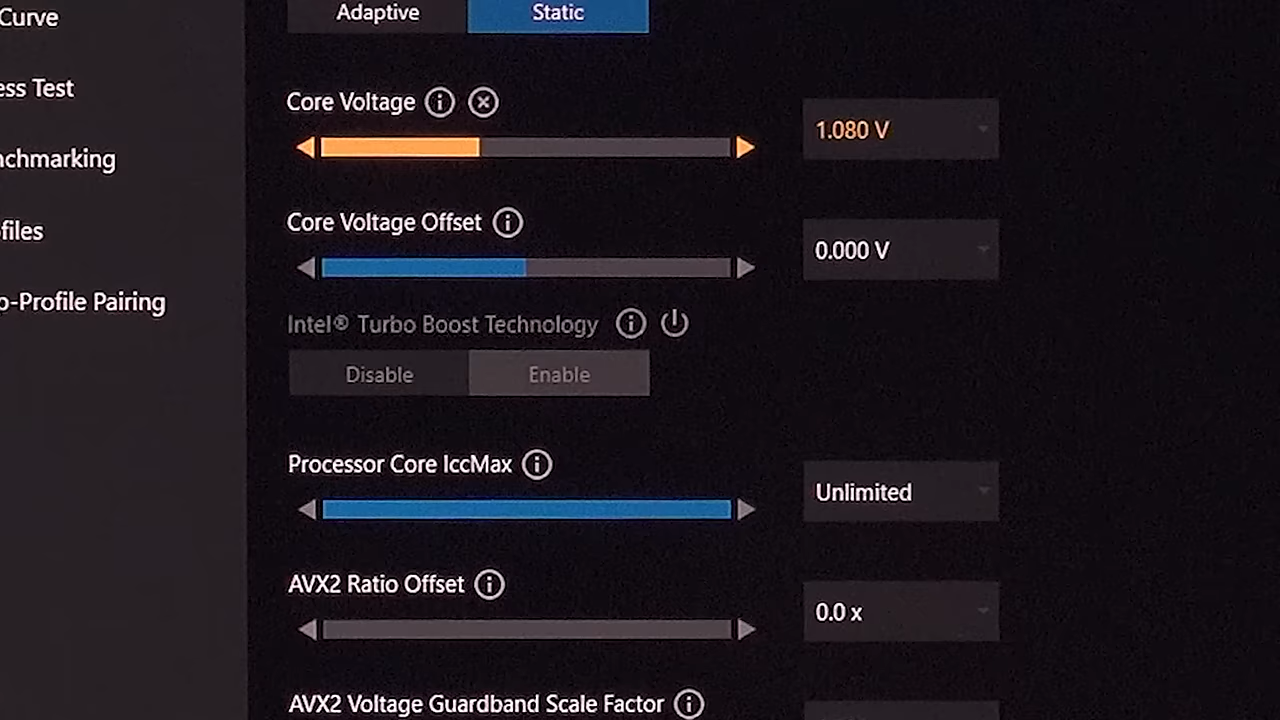 Curve
Adaptive
Static
ess Test
Core Voltage
1.080 V
nchmarking
Core Voltage Offset
files
0.000 V
o-Profile Pairing
Intel® Turbo Boost Technology
Disable
Enable
Processor Core IccMax
Unlimited
AVX2 Ratio Offset
0.0 x
AVX2 Voltage Guardband Scale Factor